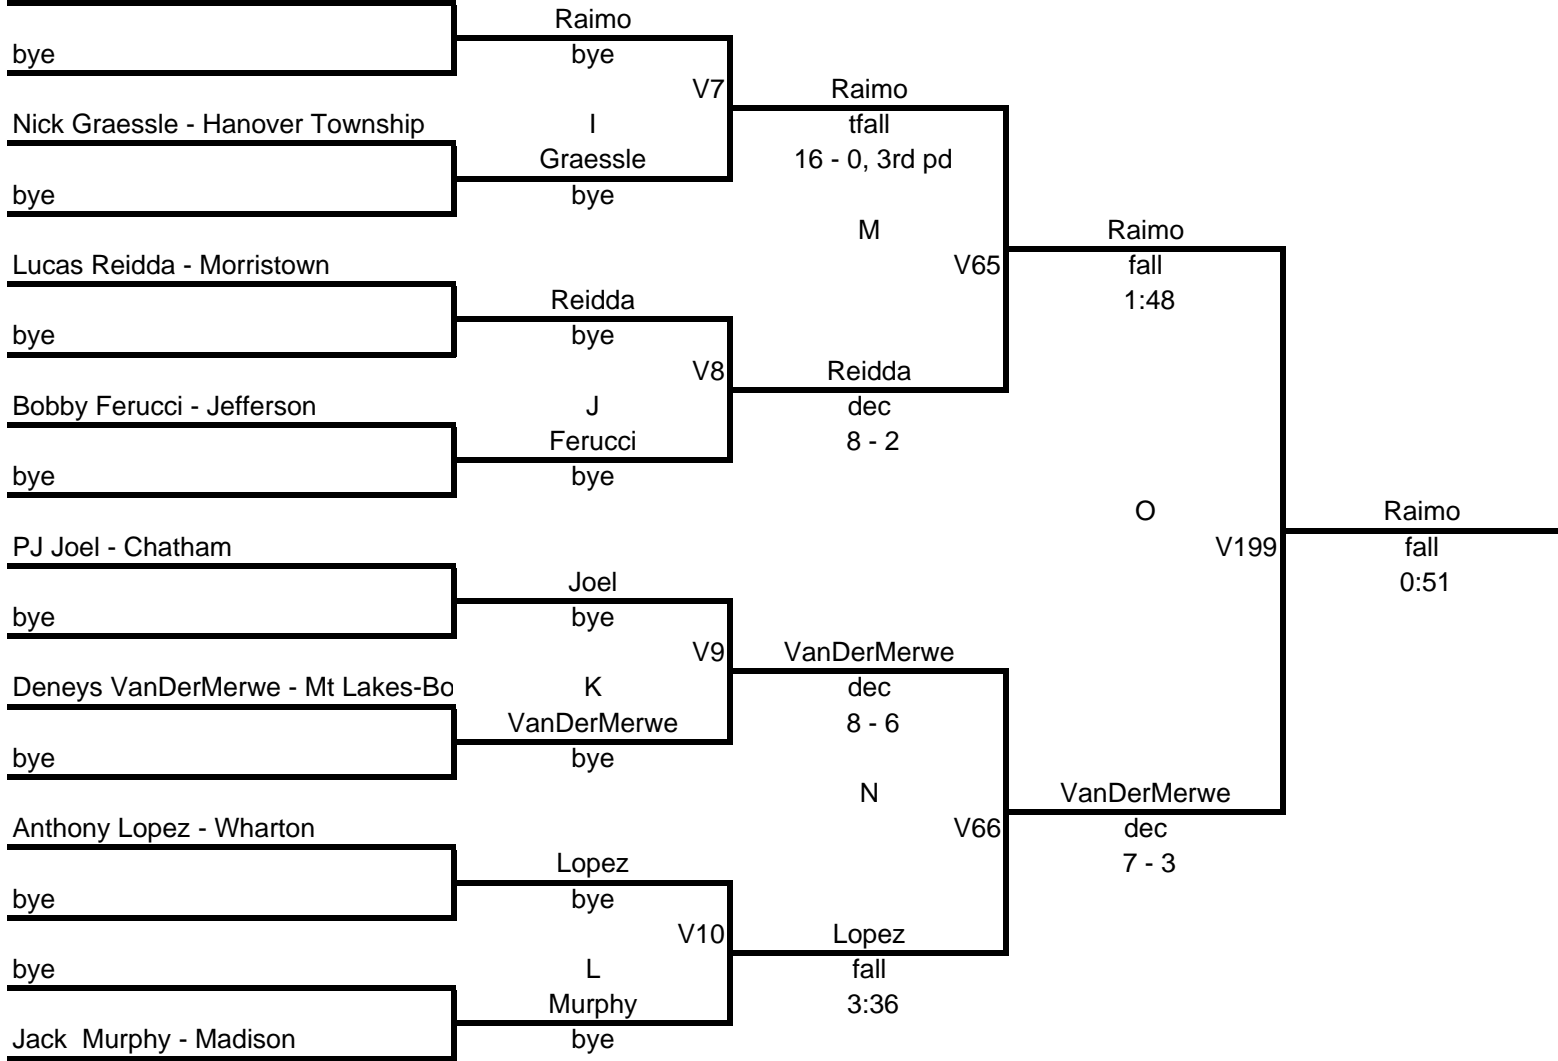 Raimo
bye
bye
V7
Raimo
Nick Graessle - Hanover Township
I
tfall
Graessle
16 - 0, 3rd pd
bye
bye
M
Raimo
Lucas Reidda - Morristown
V65
fall
Reidda
1:48
bye
bye
V8
Reidda
Bobby Ferucci - Jefferson
J
dec
Ferucci
8 - 2
bye
bye
O
Raimo
PJ Joel - Chatham
V199
fall
Joel
0:51
bye
bye
V9
VanDerMerwe
Deneys VanDerMerwe - Mt Lakes-Bo
K
dec
VanDerMerwe
8 - 6
bye
bye
N
VanDerMerwe
Anthony Lopez - Wharton
V66
dec
Lopez
7 - 3
bye
bye
V10
Lopez
bye
L
fall
Murphy
3:36
Jack  Murphy - Madison
bye